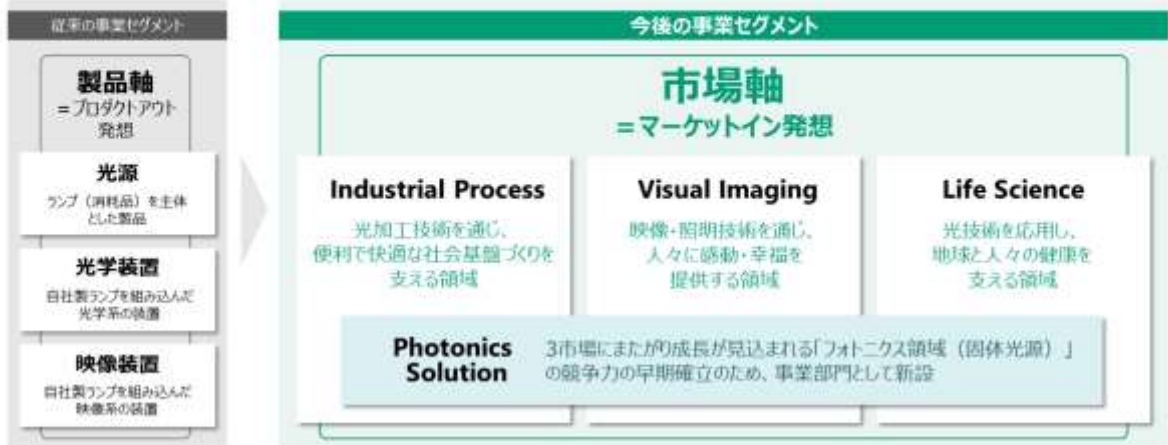 従来の事業セグメント
製品軸
=プロダクトアウト
発想
光源
ランプ（消耗品）を主体
とした製品
光学装置
自社製ランプを組み込んだ
光学系の装置
映像装置
自社製ランプを組み込んだ
映像系の装置
今後の事業セグメント
市場軸
=マーケットイン発想
Industrial Process
光加工技術を通じ、
便利で快適な社会基盤づくりを
支える領域
Visual Imaging
映像・照明技術を通じ、
人々に感動・幸福を
提供する領域
Life Science
光技術を応用し、
地球と人々の健康を
支える領域
Photonics
Solution
3市場にまたがり成長が見込まれる「フォトニクス領域（固体光源）」
の競争力の早期確立のため、事業部門として新設